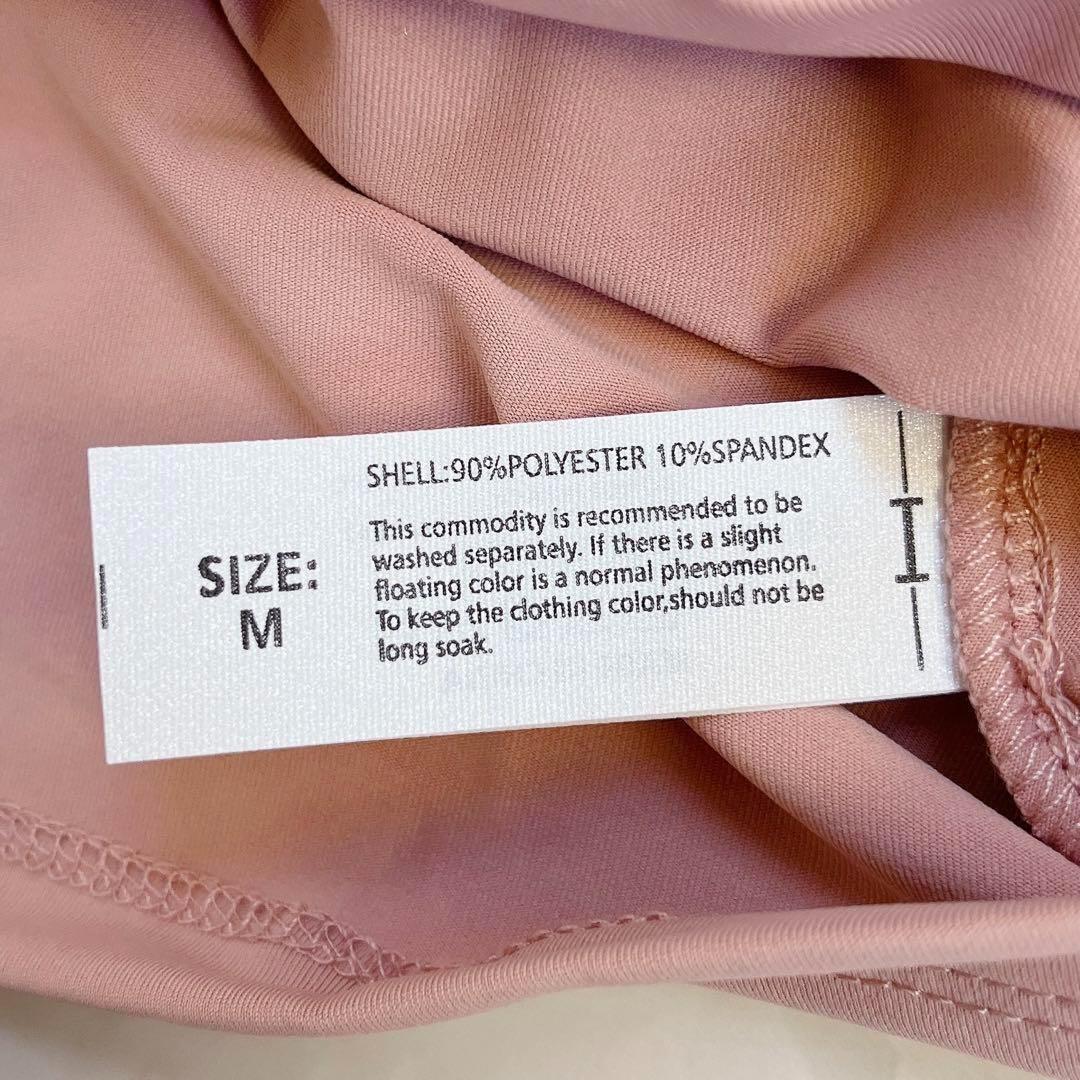 SIZE:
M
SHELL:90%POLYESTER 10%SPANDEX
This commodity is recommended to be
washed separately. If there is a slight
floating color is a normal phenomenon.
To keep the clothing color,should not be
long soak.